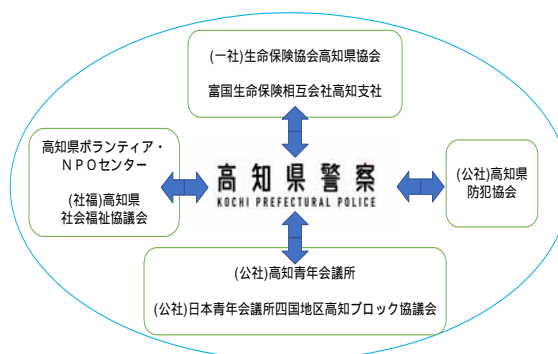 (一社)生命保険協会高知県協会
富国生命保険相互会社高知支社
高知県ボランティア・
ＮＰＯセンター
(社福)高知県
社会福祉協議会
高知県警察
KOCHI PREFECTURAL POLICE
(公社)高知県
防犯協会
(公社)高知青年会議所
(公社)日本青年会議所四国地区高知ブロック協議会